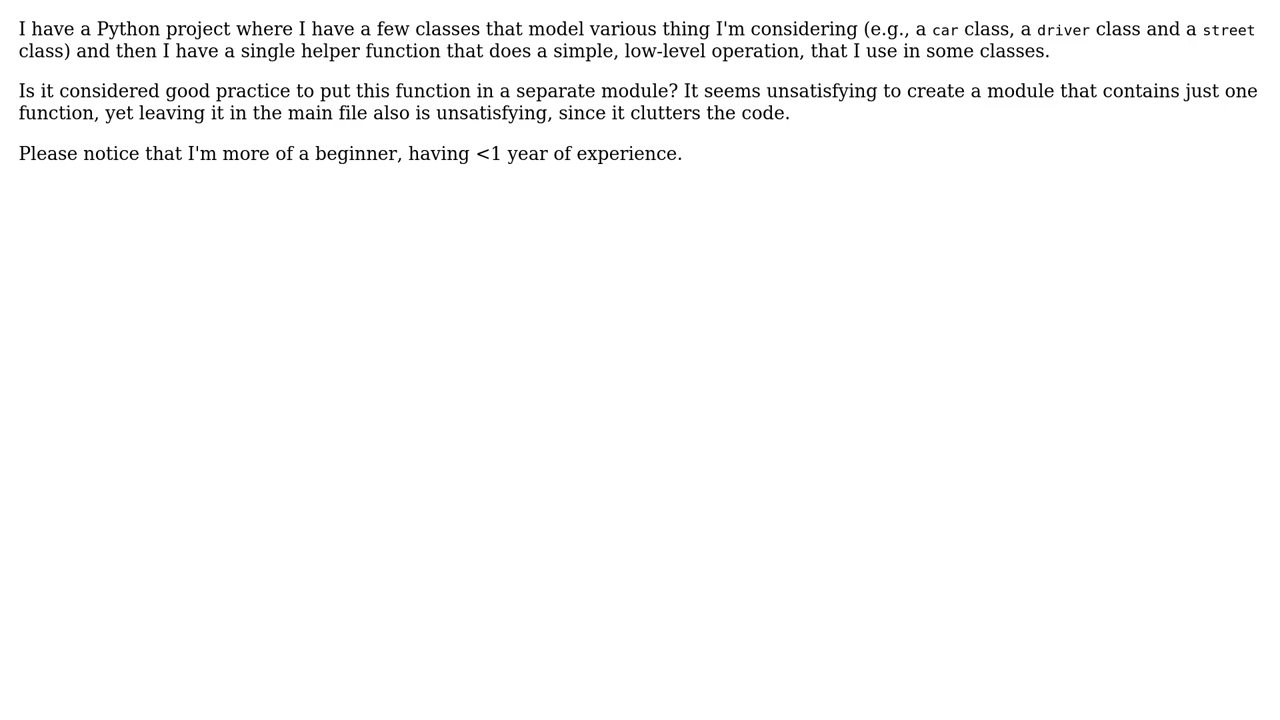 I have a Python project where I have a few classes that model various thing I'm considering (e.g., a car class, a driver class and a street
class) and then I have a single helper function that does a simple, low-level operation, that I use in some classes.
Is it considered good practice to put this function in a separate module? It seems unsatisfying to create a module that contains just one
function, yet leaving it in the main file also is unsatisfying, since it clutters the code.
Please notice that I'm more of a beginner, having <1 year of experience.